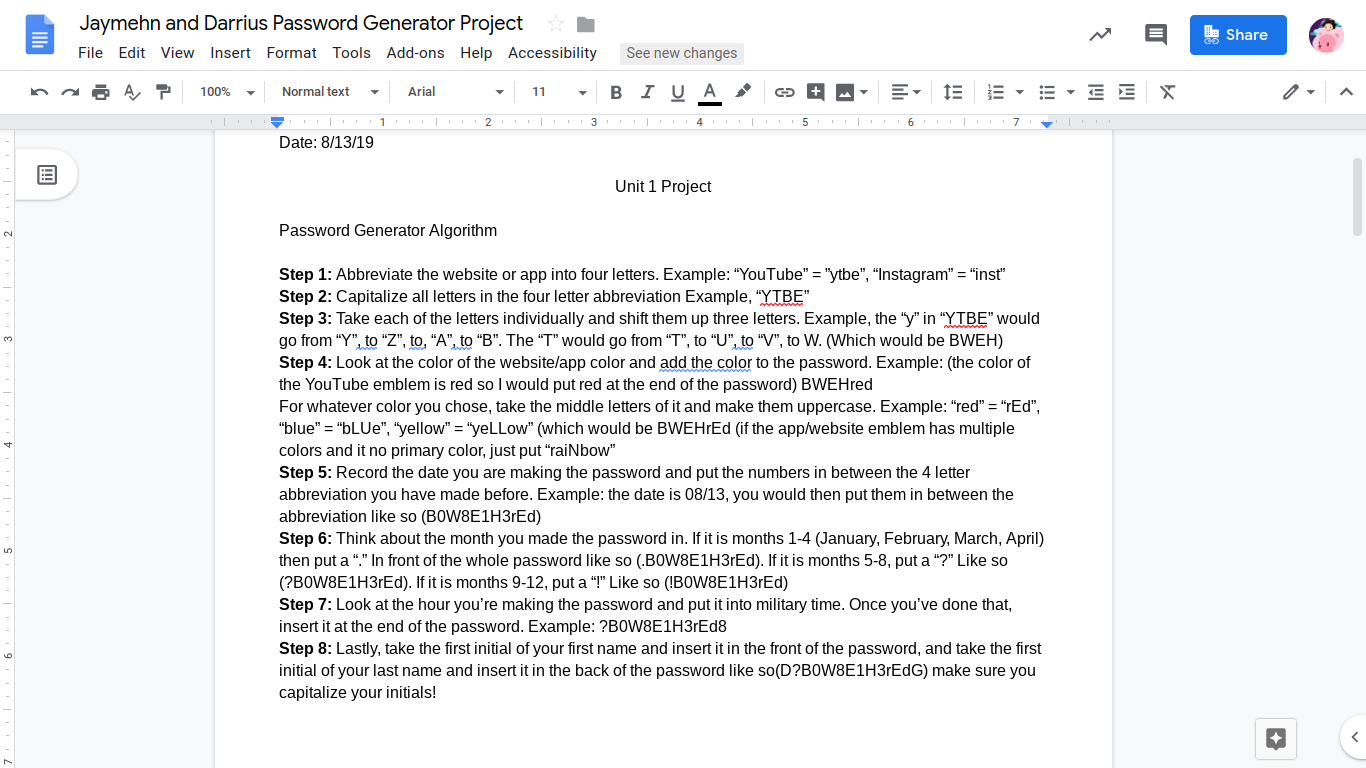 Jaymehn and Darrius Password Generator Project
File Edit View Insert Format Tools Add-ons Help Accessibility See new changes
Share
100% Normal text Arial 11
1 2 3 4 5 6 7
Date: 8/13/19
Unit 1 Project
Password Generator Algorithm
Step 1: Abbreviate the website or app into four letters. Example: “YouTube” = ”ytbe”, “Instagram” = “inst”
Step 2: Capitalize all letters in the four letter abbreviation Example, “YTBE”
Step 3: Take each of the letters individually and shift them up three letters. Example, the “y” in “YTBE” would
go from “Y”, to “Z”, to, “A”, to “B”. The “T” would go from “T”, to “U”, to “V”, to W. (Which would be BWEH)
Step 4: Look at the color of the website/app color and add the color to the password. Example: (the color of
the YouTube emblem is red so I would put red at the end of the password) BWEHred
For whatever color you chose, take the middle letters of it and make them uppercase. Example: “red” = “rEd”,
“blue” = “bLUe”, “yellow” = “yeLLow” (which would be BWEHrEd (if the app/website emblem has multiple
colors and it no primary color, just put “raiNbow”
Step 5: Record the date you are making the password and put the numbers in between the 4 letter
abbreviation you have made before. Example: the date is 08/13, you would then put them in between the
abbreviation like so (B0W8E1H3rEd)
Step 6: Think about the month you made the password in. If it is months 1-4 (January, February, March, April)
then put a “.” In front of the whole password like so (.B0W8E1H3rEd). If it is months 5-8, put a “?” Like so
(?B0W8E1H3rEd). If it is months 9-12, put a “!” Like so (!B0W8E1H3rEd)
Step 7: Look at the hour you’re making the password and put it into military time. Once you’ve done that,
insert it at the end of the password. Example: ?B0W8E1H3rEd8
Step 8: Lastly, take the first initial of your first name and insert it in the front of the password, and take the first
initial of your last name and insert it in the back of the password like so(D?B0W8E1H3rEdG) make sure you
capitalize your initials!
2
3
4
5
6
7